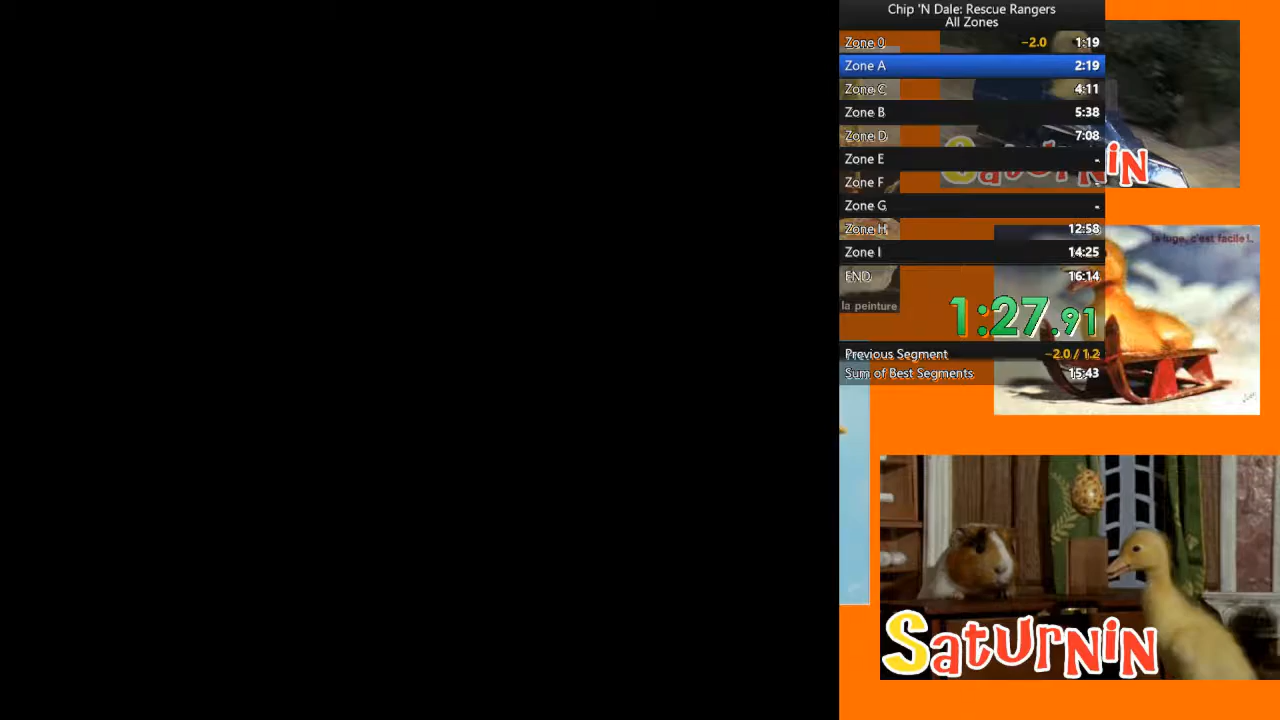 Chip 'N Dale: Rescue Rangers
All Zones
Zone 0 −2.0 1:19
Zone A 2:19
Zone C 4:11
Zone B 5:38
Zone D 7:08
Zone E -
Zone F -
Zone G -
Zone H 12:58
Zone I 14:25
END 16:14
1:27.91
Previous Segment −2.0 / 1.2
Sum of Best Segments 15:43
Saturnin
la luge, c'est facile!..
la peinture
Saturnin